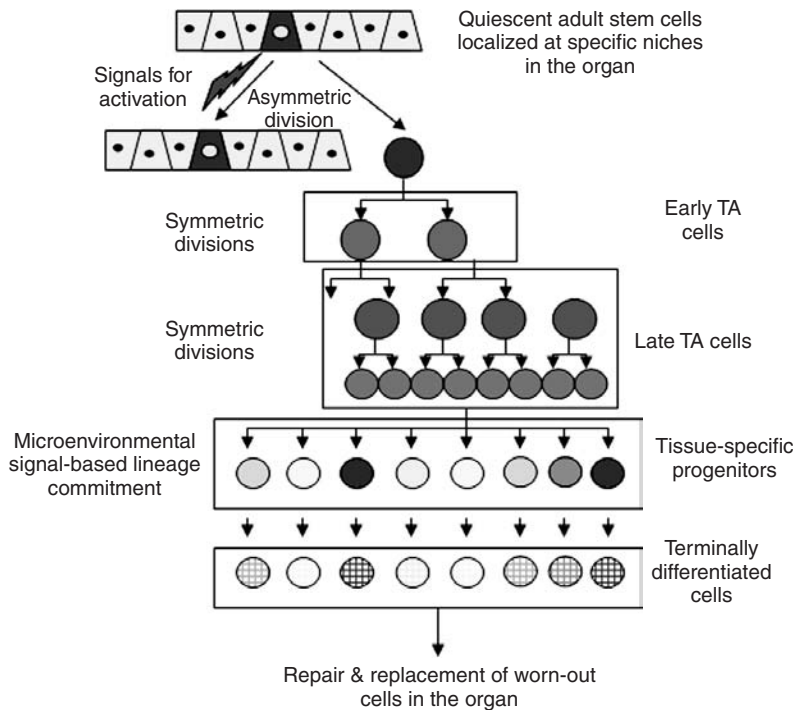 Quiescent adult stem cells
localized at specific niches
in the organ
Signals for
activation
Asymmetric
division
Symmetric
divisions
Early TA
cells
Symmetric
divisions
Late TA cells
Microenvironmental
signal-based lineage
commitment
Tissue-specific
progenitors
Terminally
differentiated
cells
Repair & replacement of worn-out
cells in the organ